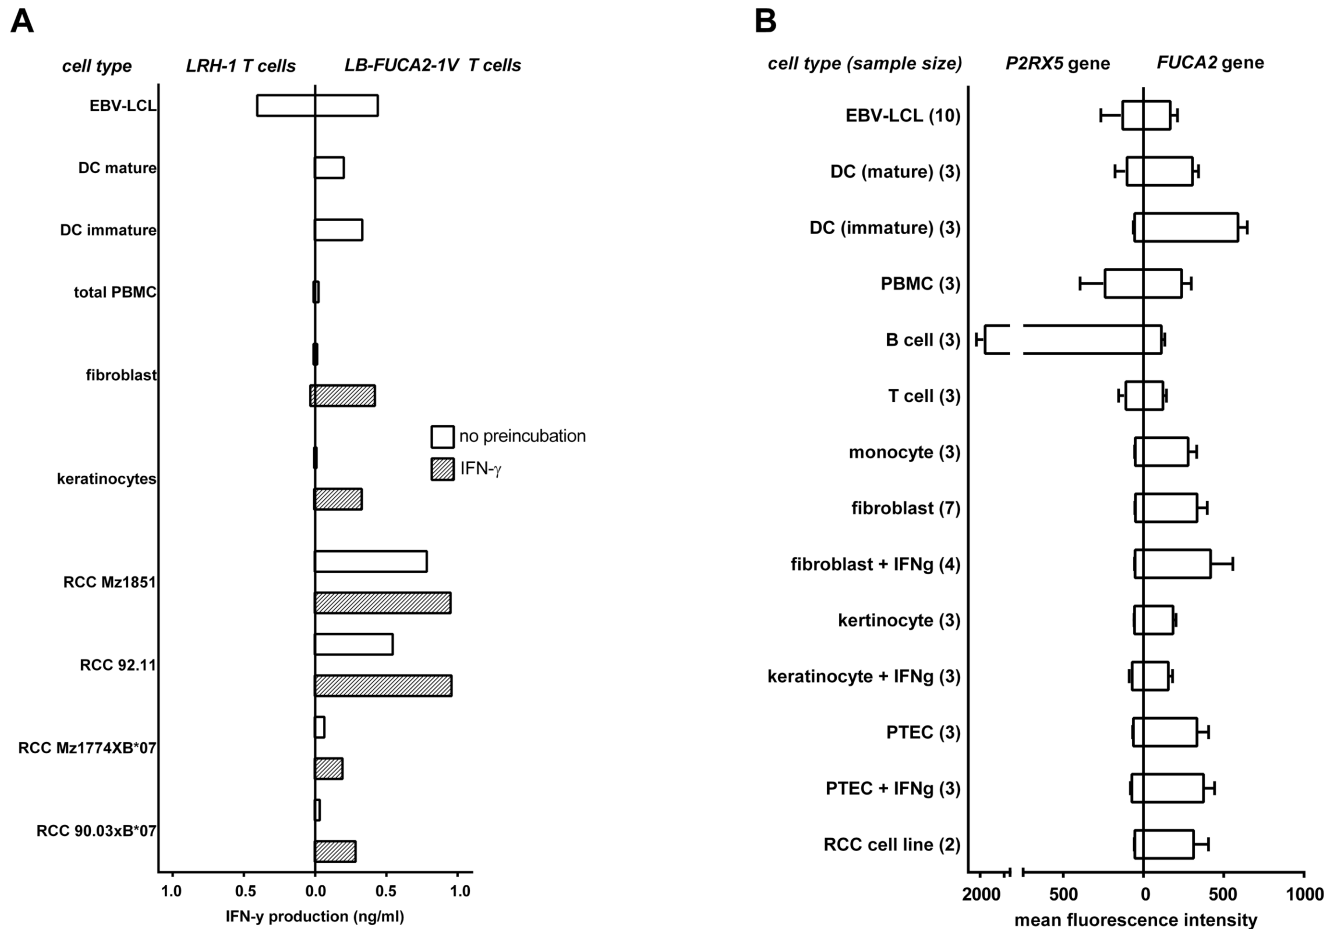 A
cell type LRH-1 T cells LB-FUCA2-1V T cells
EBV-LCL
DC mature
DC immature
total PBMC
fibroblast
keratinocytes
RCC Mz1851
RCC 92.11
RCC Mz1774XB*07
RCC 90.03xB*07
no preincubation
IFN-γ
1.0 0.5 0.0 0.5 1.0
IFN-y production (ng/ml)
B
cell type (sample size) P2RX5 gene FUCA2 gene
EBV-LCL (10)
DC (mature) (3)
DC (immature) (3)
PBMC (3)
B cell (3)
T cell (3)
monocyte (3)
fibroblast (7)
fibroblast + IFNg (4)
kertinocyte (3)
keratinocyte + IFNg (3)
PTEC (3)
PTEC + IFNg (3)
RCC cell line (2)
2000 500 0 500 1000
mean fluorescence intensity